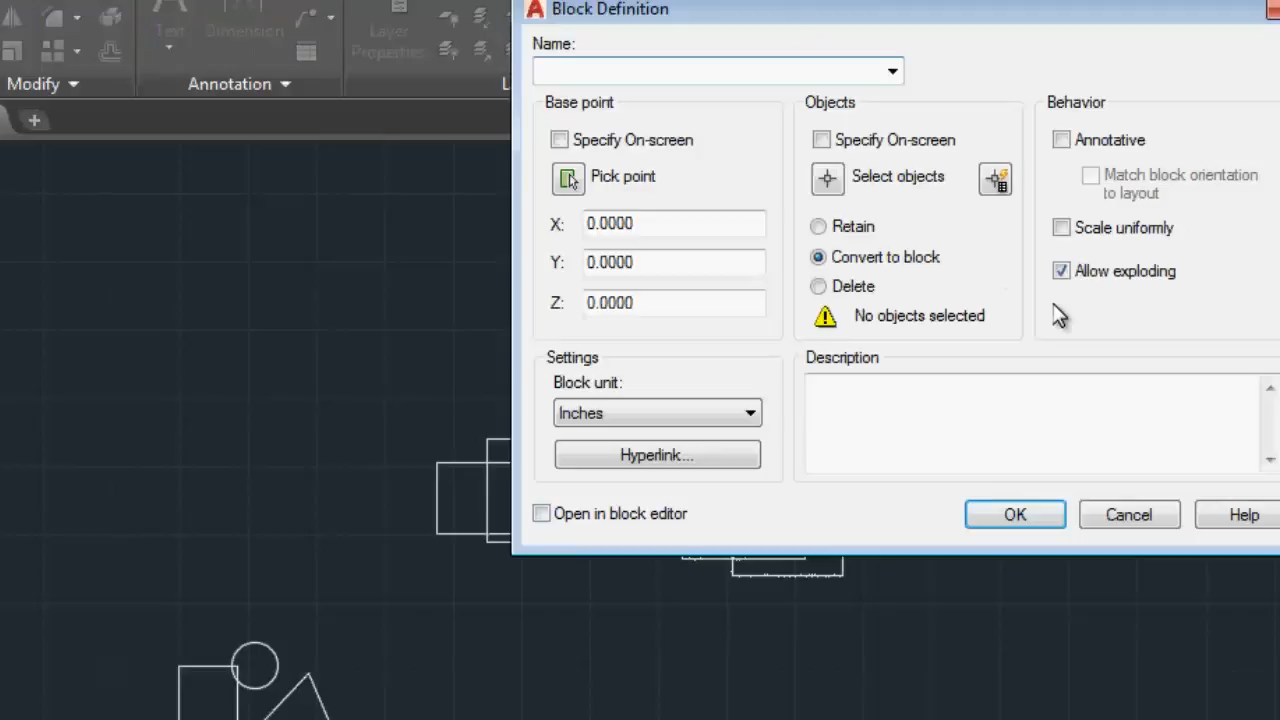 Block Definition
Name:
Text
Dimension
Layer
Properties
Modify
Annotation
L
+
Base point
Specify On-screen
Pick point
X: 0.0000
Y: 0.0000
Z: 0.0000
Objects
Specify On-screen
Select objects
Retain
Convert to block
Delete
No objects selected
Behavior
Annotative
Match block orientation
to layout
Scale uniformly
Allow exploding
Settings
Block unit:
Inches
Hyperlink...
Description
Open in block editor
OK
Cancel
Help